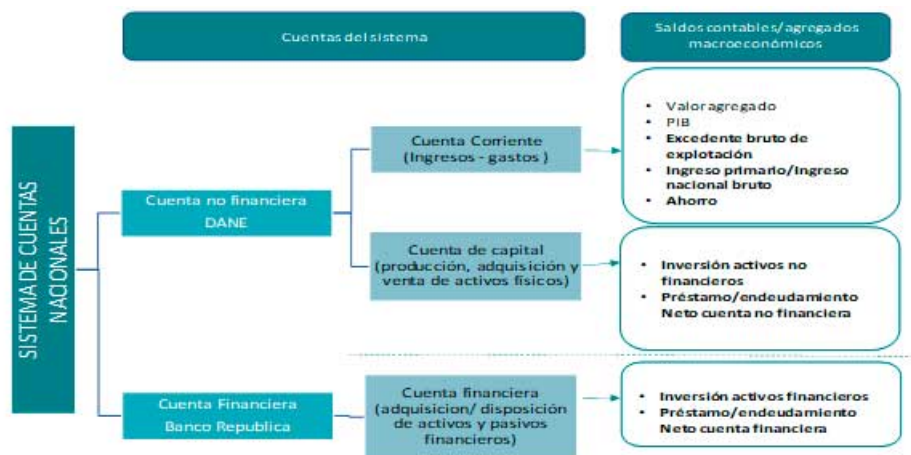 Cuentas del sistema
Saldos contables/agregados
macroeconómicos
SISTEMA DE CUENTAS
NACIONALES
Cuenta no financiera
DANE
Cuenta Corriente
(Ingresos - gastos )
• Valor agregado
• PIB
• Excedente bruto de
explotación
• Ingreso primario/Ingreso
nacional bruto
• Ahorro
Cuenta de capital
(producción, adquisición y
venta de activos físicos)
• Inversión activos no
financieros
• Préstamo/endeudamiento
Neto cuenta no financiera
Cuenta Financiera
Banco Republica
Cuenta financiera
(adquisicion/ disposición
de activos y pasivos
financieros)
• Inversión activos financieros
• Préstamo/endeudamiento
Neto cuenta financiera